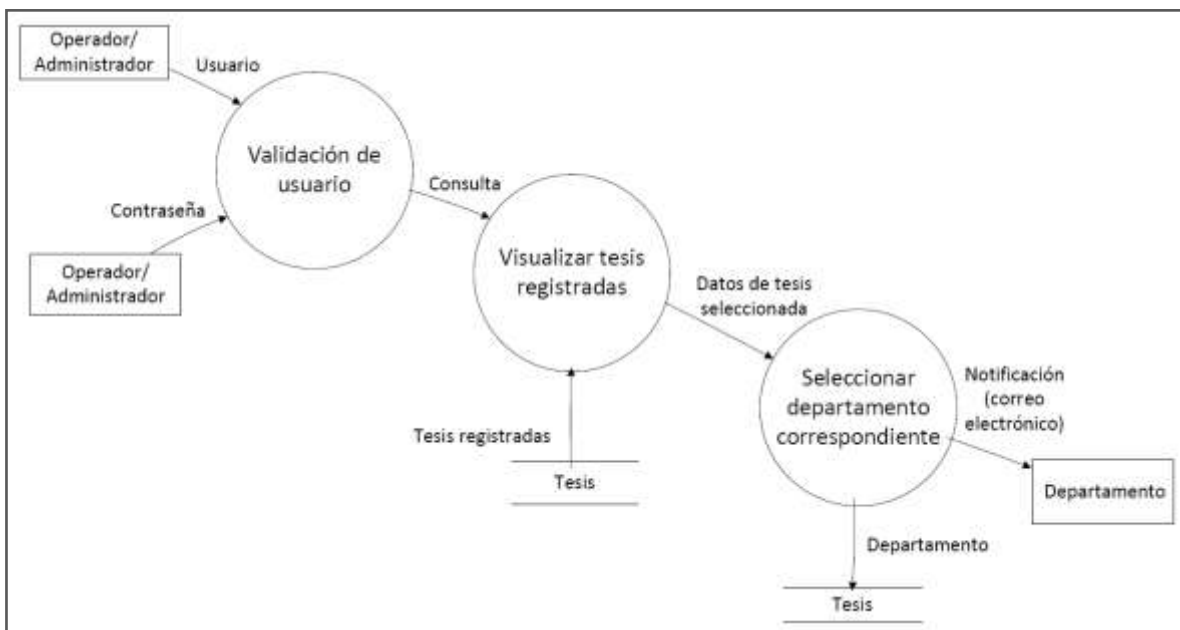 Operador/
Administrador
Usuario
Validación de
usuario
Contraseña
Operador/
Administrador
Consulta
Visualizar tesis
registradas
Tesis registradas
Tesis
Datos de tesis
seleccionada
Seleccionar
departamento
correspondiente
Notificación
(correo
electrónico)
Departamento
Departamento
Tesis